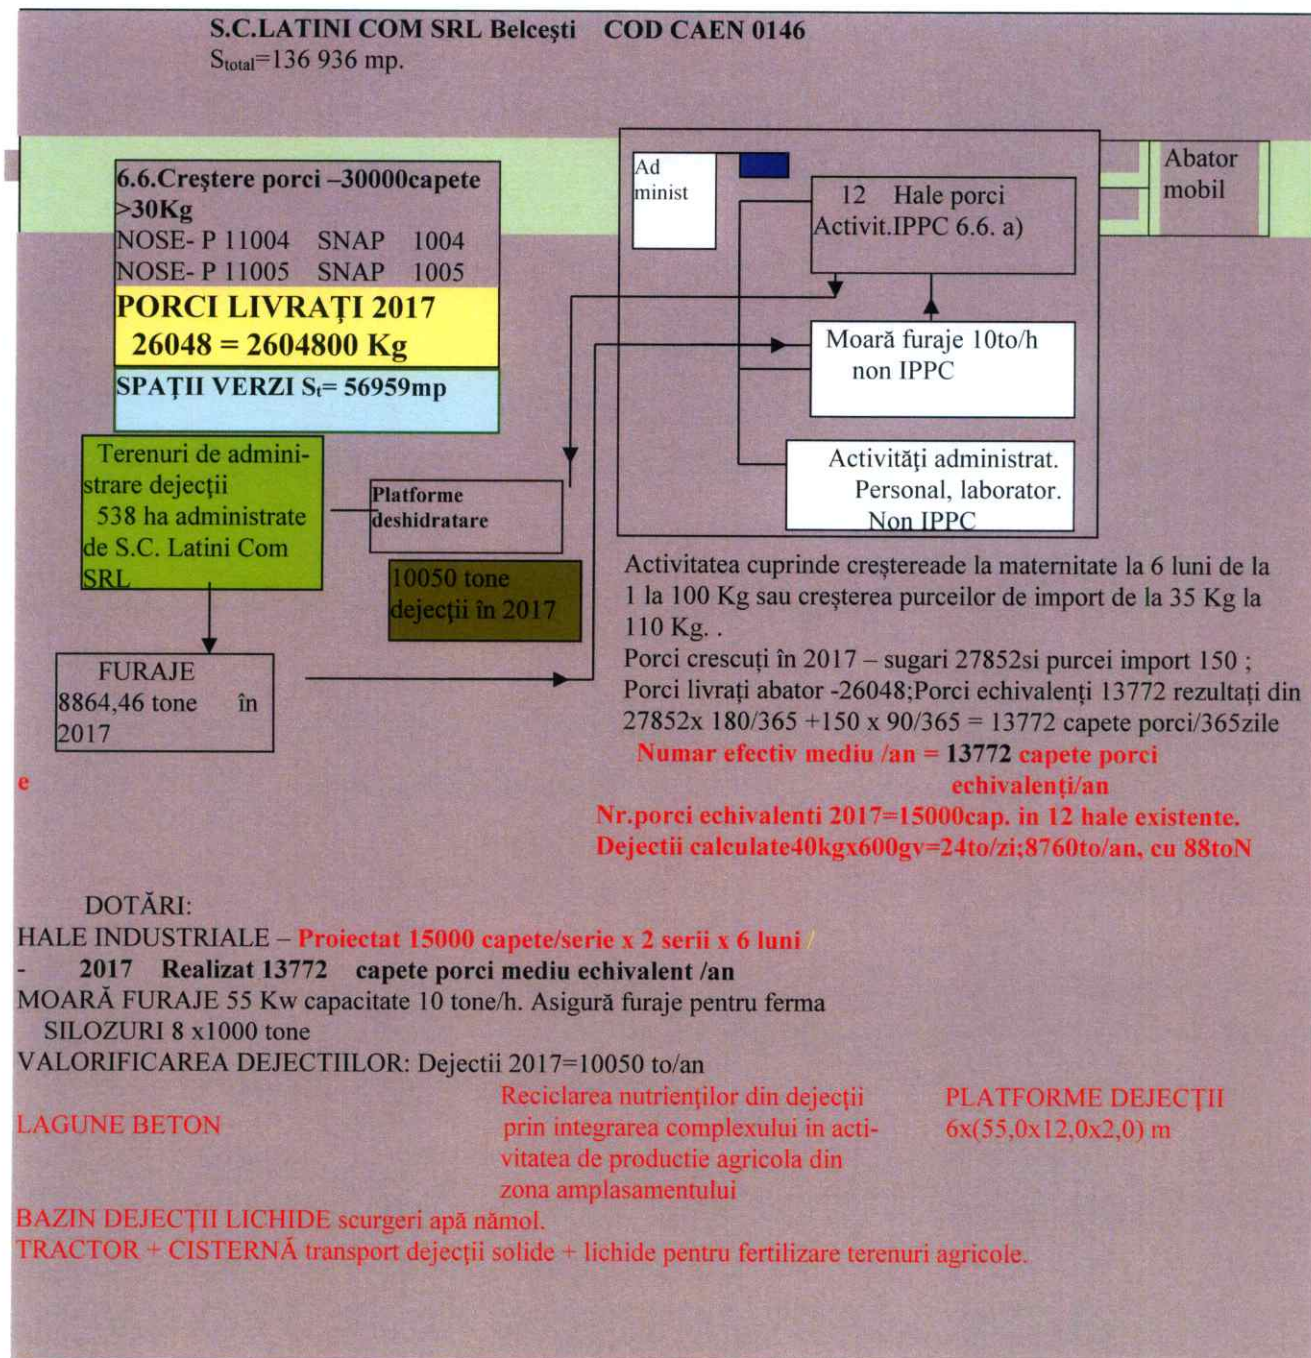 S.C.LATINI COM SRL Belceşti COD CAEN 0146
Stotal=136 936 mp.
6.6.Creştere porci –30000capete
>30Kg
NOSE- P 11004 SNAP 1004
NOSE- P 11005 SNAP 1005
PORCI LIVRAŢI 2017
26048 = 2604800 Kg
SPAŢII VERZI St= 56959mp
Ad
minist
12 Hale porci
Activit.IPPC 6.6. a)
Abator
mobil
Moară furaje 10to/h
non IPPC
Activităţi administrat.
Personal, laborator.
Non IPPC
Terenuri de admini-
strare dejecţii
538 ha administrate
de S.C. Latini Com
SRL
Platforme
deshidratare
10050 tone
dejecţii în 2017
FURAJE
8864,46 tone în
2017
Activitatea cuprinde creştereade la maternitate la 6 luni de la
1 la 100 Kg sau creşterea purceilor de import de la 35 Kg la
110 Kg. .
Porci crescuţi în 2017 – sugari 27852si purcei import 150 ;
Porci livraţi abator -26048;Porci echivalenţi 13772 rezultaţi din
27852x 180/365 +150 x 90/365 = 13772 capete porci/365zile
Numar efectiv mediu /an = 13772 capete porci
echivalenţi/an
e
Nr.porci echivalenti 2017=15000cap. in 12 hale existente.
Dejectii calculate40kgx600gv=24to/zi;8760to/an, cu 88toN
DOTĂRI:
HALE INDUSTRIALE – Proiectat 15000 capete/serie x 2 serii x 6 luni /
- 2017 Realizat 13772 capete porci mediu echivalent /an
MOARĂ FURAJE 55 Kw capacitate 10 tone/h. Asigură furaje pentru ferma
SILOZURI 8 x1000 tone
VALORIFICAREA DEJECTIILOR: Dejectii 2017=10050 to/an
LAGUNE BETON
Reciclarea nutrienţilor din dejecţii
prin integrarea complexului in acti-
vitatea de productie agricola din
zona amplasamentului
PLATFORME DEJECŢII
6x(55,0x12,0x2,0) m
BAZIN DEJECŢII LICHIDE scurgeri apă nămol.
TRACTOR + CISTERNĂ transport dejecţii solide + lichide pentru fertilizare terenuri agricole.